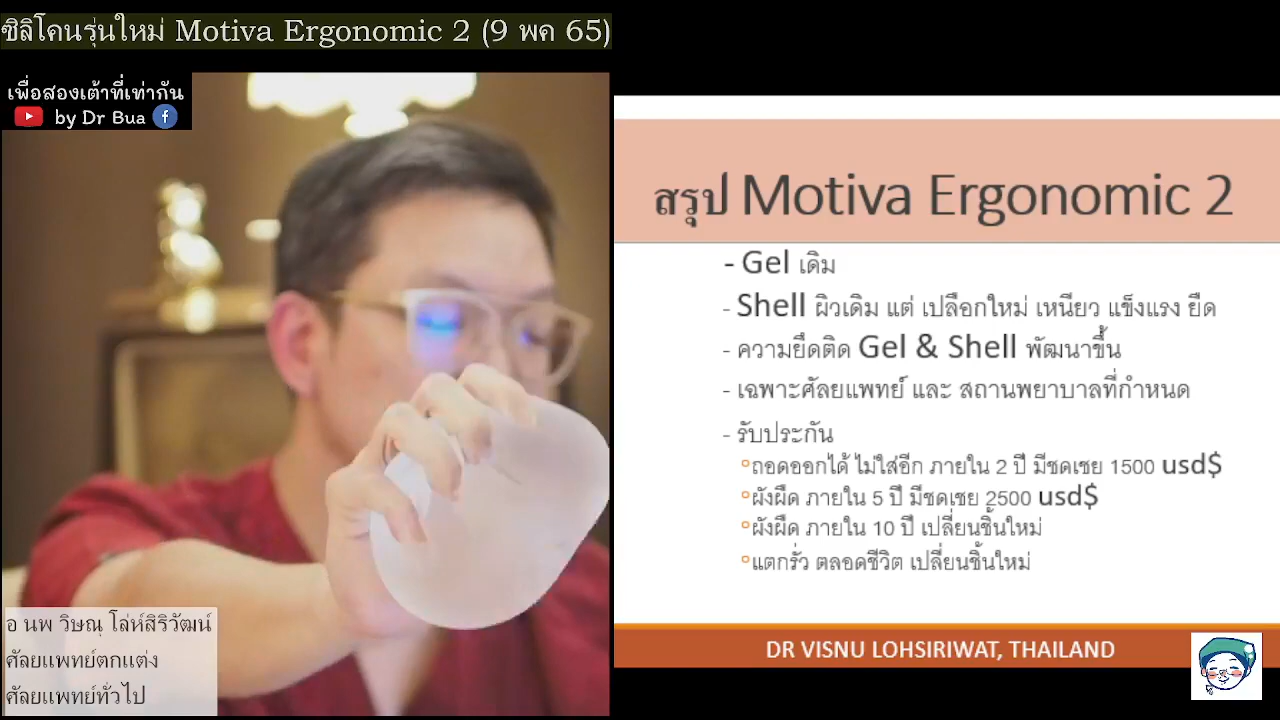 ซิลิโคนรุ่นใหม่ Motiva Ergonomic 2 (9 พค 65)
เพื่อสองเต้าที่เท่ากัน
by Dr Bua
อ นพ วิษณุ โล่ห์สิริวัฒน์
ศัลยแพทย์ตกแต่ง
ศัลยแพทย์ทั่วไป
สรุป Motiva Ergonomic 2
- Gel เดิม
- Shell ผิวเดิม แต่ เปลือกใหม่ เหนียว แข็งแรง ยืด
- ความยึดติด Gel & Shell พัฒนาขึ้น
- เฉพาะศัลยแพทย์ และ สถานพยาบาลที่กำหนด
- รับประกัน
ถอดออกได้ ไม่ใส่อีก ภายใน 2 ปี มีชดเชย 1500 usd$
ผังผืด ภายใน 5 ปี มีชดเชย 2500 usd$
ผังผืด ภายใน 10 ปี เปลี่ยนชิ้นใหม่
แตกรั่ว ตลอดชีวิต เปลี่ยนชิ้นใหม่
DR VISNU LOHSIRIWAT, THAILAND